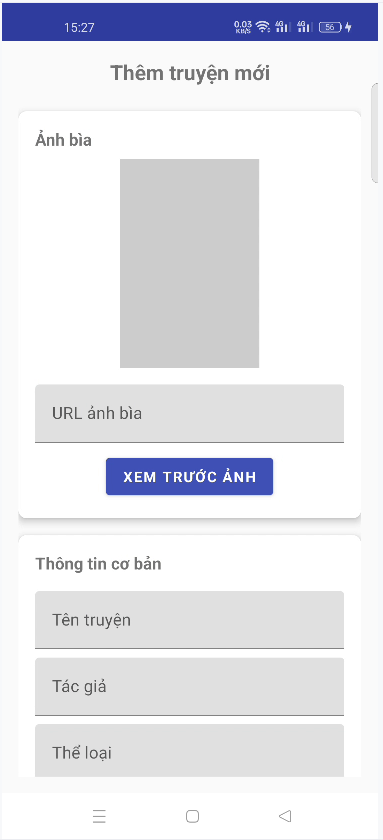 15:27
0.03 KB/S 4G 4G 56
Thêm truyện mới
Ảnh bìa
URL ảnh bìa
XEM TRƯỚC ẢNH
Thông tin cơ bản
Tên truyện
Tác giả
Thể loại